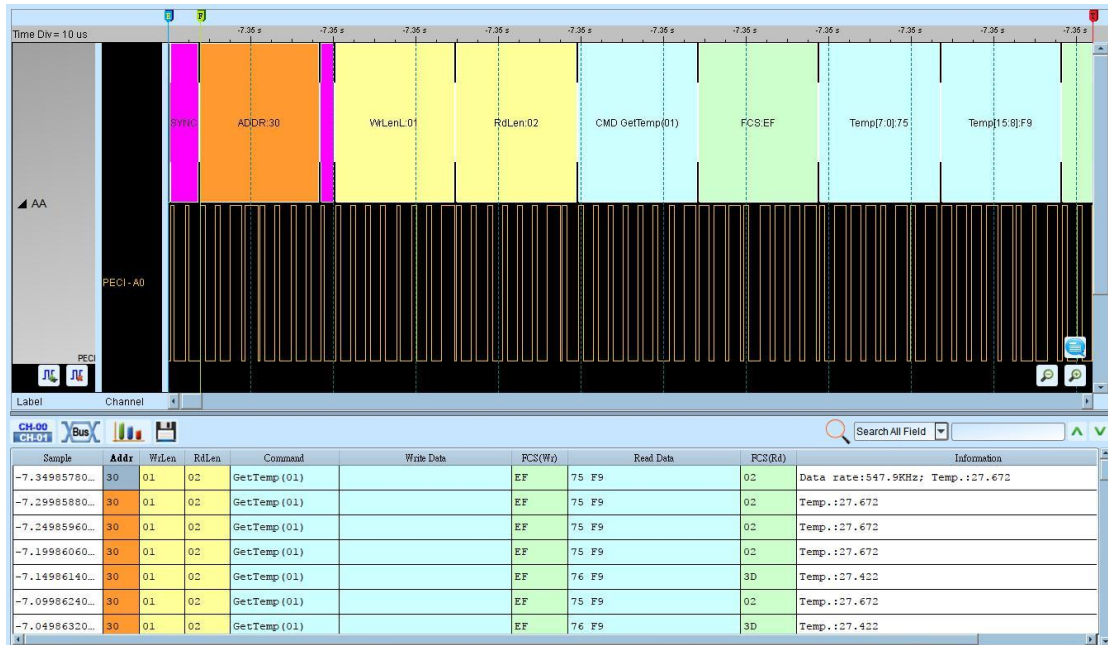 B F T
Time Div = 10 us -7.35 s -7.35 s -7.35 s -7.35 s -7.35 s -7.35 s -7.35 s -7.35 s -7.35 s -7.35 s -7.35 s
SYNC ADDR:30 WrLenL:01 RdLen:02 CMD GetTemp(01) FCS:EF Temp[7:0]:75 Temp[15:8]:F9
AA
PECI - A0
PECI
Label Channel
CH-00 CH-01 Bus Search All Field
Sample Addr WrLen RdLen Command Write Data FCS(Wr) Read Data FCS(Rd) Information
-7.34985780... 30 01 02 GetTemp(01) EF 75 F9 02 Data rate:547.9KHz; Temp.:27.672
-7.29985880... 30 01 02 GetTemp(01) EF 75 F9 02 Temp.:27.672
-7.24985960... 30 01 02 GetTemp(01) EF 75 F9 02 Temp.:27.672
-7.19986060... 30 01 02 GetTemp(01) EF 75 F9 02 Temp.:27.672
-7.14986140... 30 01 02 GetTemp(01) EF 76 F9 3D Temp.:27.422
-7.09986240... 30 01 02 GetTemp(01) EF 75 F9 02 Temp.:27.672
-7.04986320... 30 01 02 GetTemp(01) EF 76 F9 3D Temp.:27.422